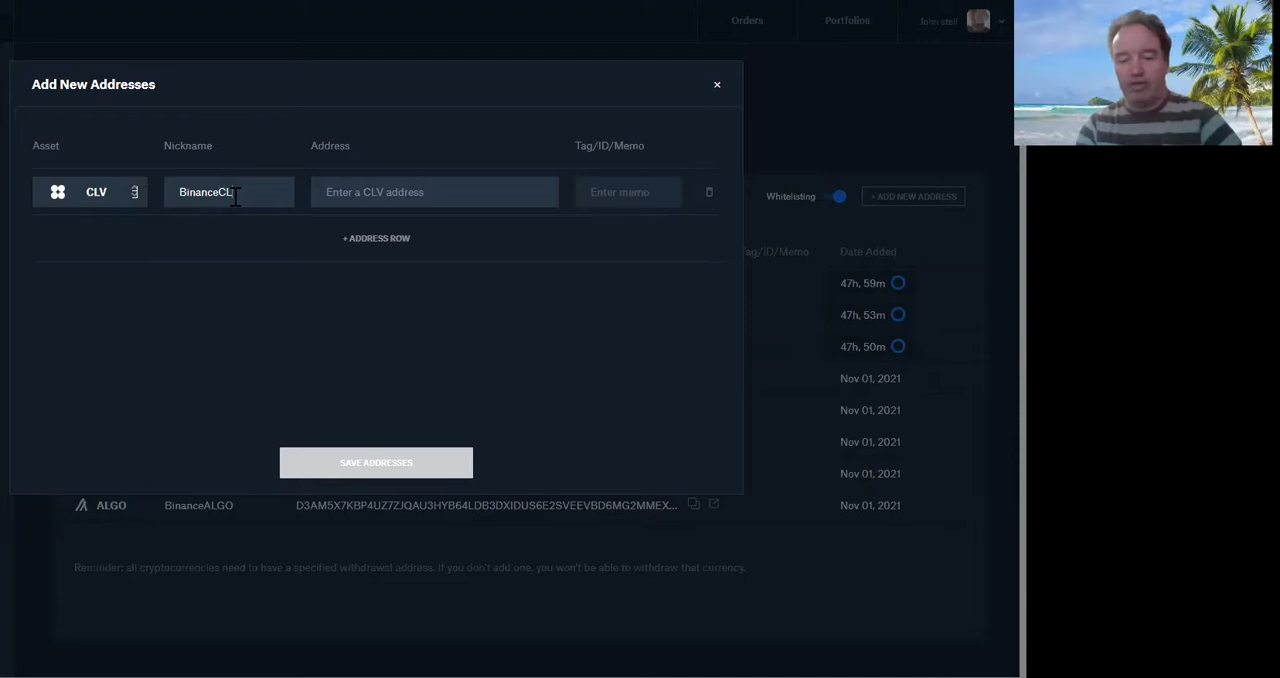 Orders
Portfolios
John stell
Add New Addresses
×
Asset
Nickname
Address
Tag/ID/Memo
CLV
BinanceCL
Enter a CLV address
Enter memo
Whitelisting
+ ADD NEW ADDRESS
+ ADDRESS ROW
Tag/ID/Memo
Date Added
47h, 59m
47h, 53m
47h, 50m
Nov 01, 2021
Nov 01, 2021
Nov 01, 2021
Nov 01, 2021
SAVE ADDRESSES
ALGO
BinanceALGO
D3AM5X7KBP4UZ7ZJQAU3HYB64LDB3DXIDUS6E2SVEEVBD6MG2MMEX...
Nov 01, 2021
Reminder: all cryptocurrencies need to have a specified withdrawal address. If you don't add one, you won't be able to withdraw that currency.